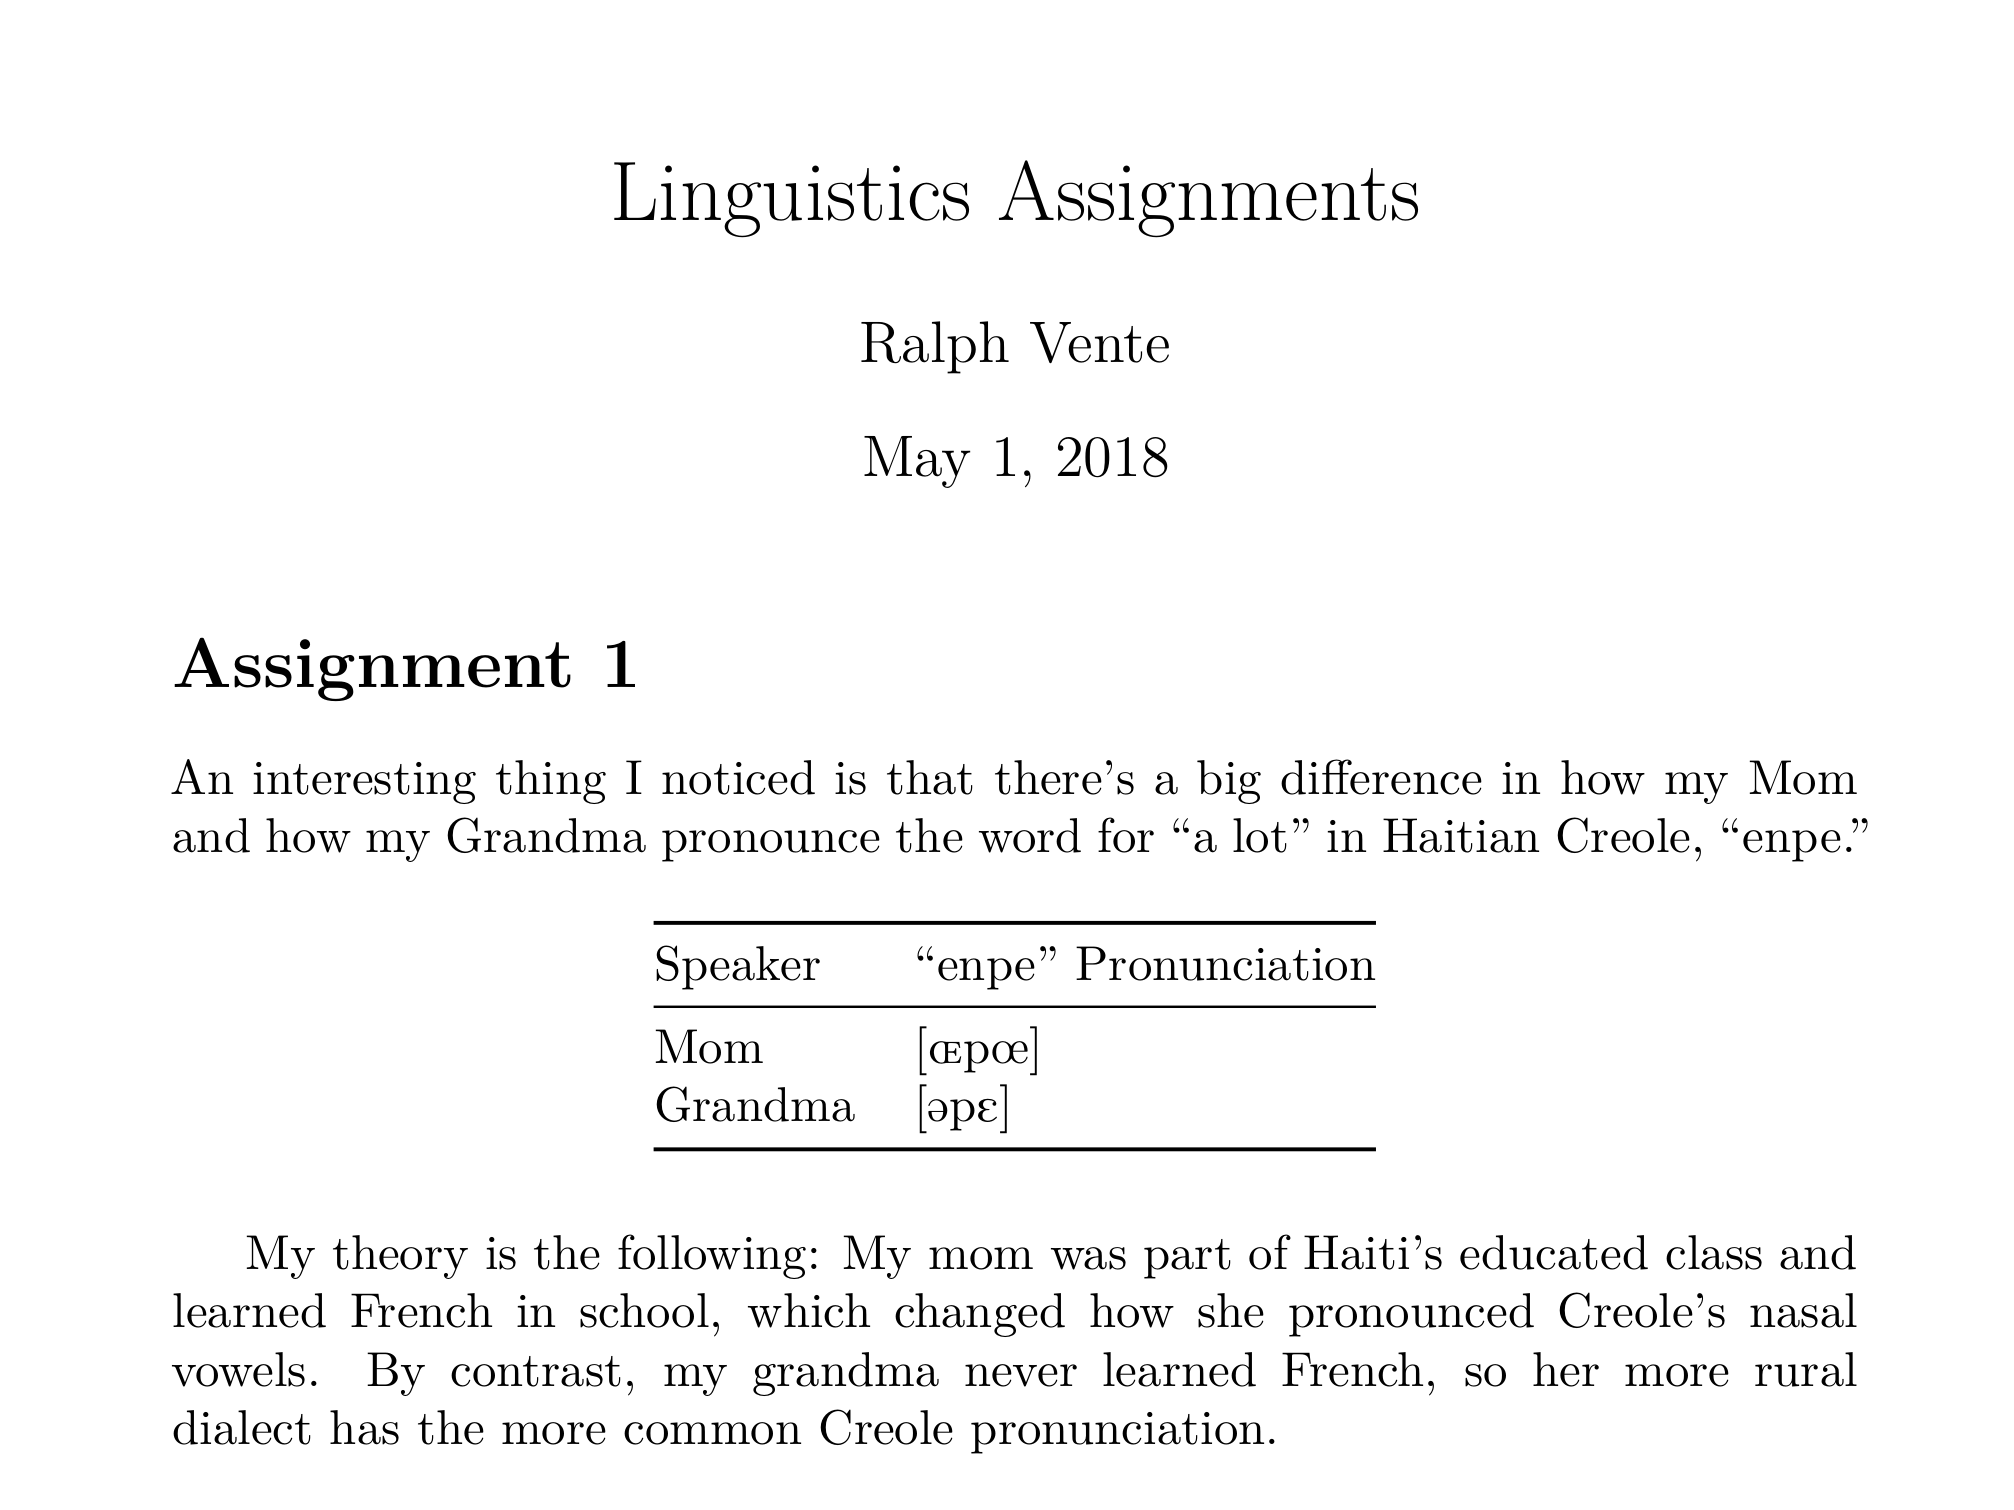 Linguistics Assignments
Ralph Vente
May 1, 2018
Assignment 1
An interesting thing I noticed is that there’s a big difference in how my Mom
and how my Grandma pronounce the word for “a lot” in Haitian Creole, “enpe.”
Speaker “enpe” Pronunciation
Mom [ɶpœ]
Grandma [əpɛ]
My theory is the following: My mom was part of Haiti’s educated class and
learned French in school, which changed how she pronounced Creole’s nasal
vowels. By contrast, my grandma never learned French, so her more rural
dialect has the more common Creole pronunciation.